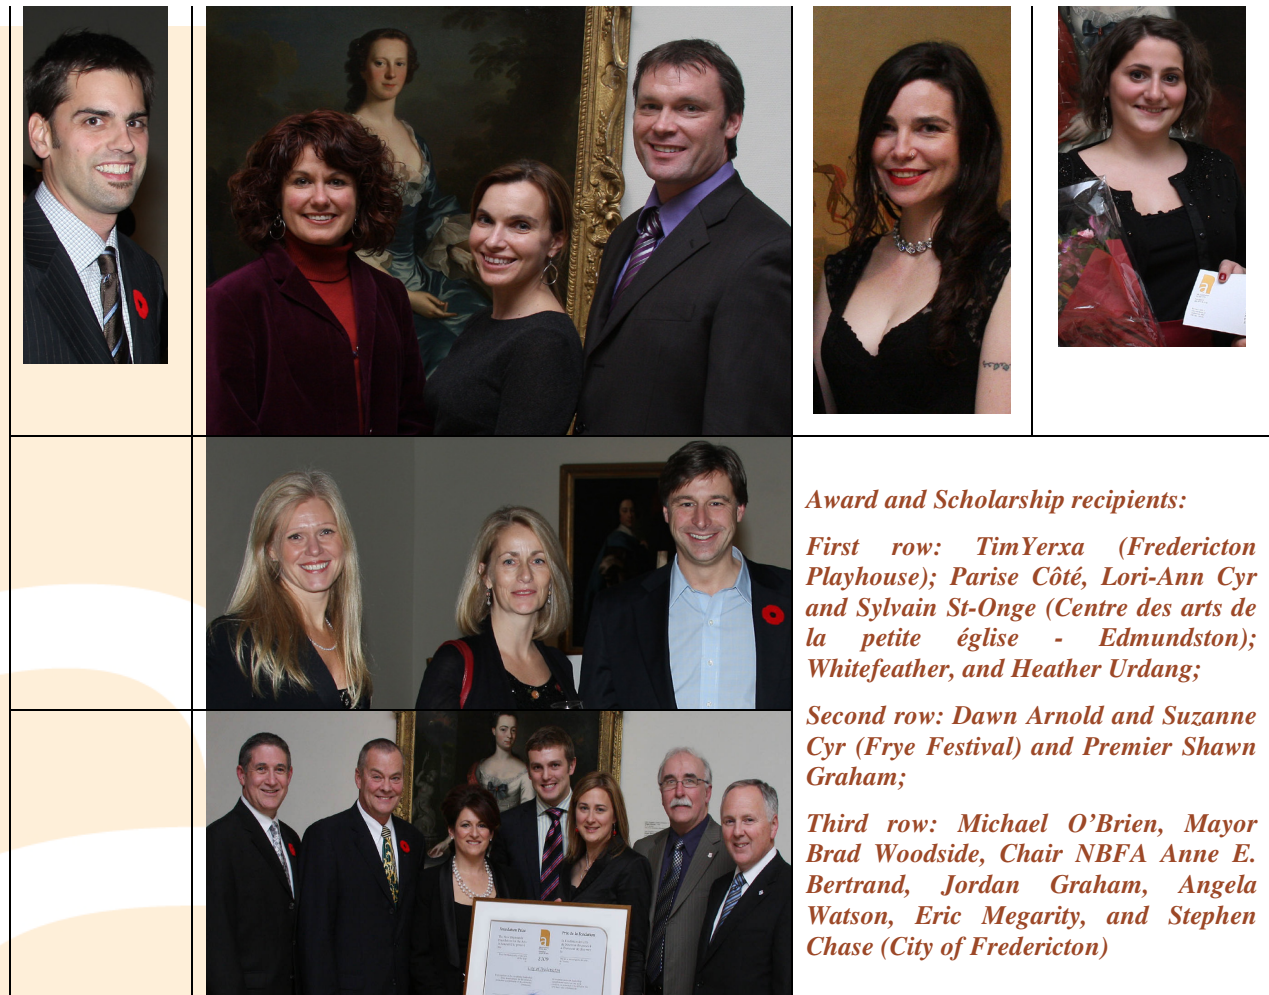 Award and Scholarship recipients:
First row: TimYerxa (Fredericton
Playhouse); Parise Côté, Lori-Ann Cyr
and Sylvain St-Onge (Centre des arts de
la petite église - Edmundston);
Whitefeather, and Heather Urdang;
Second row: Dawn Arnold and Suzanne
Cyr (Frye Festival) and Premier Shawn
Graham;
Third row: Michael O’Brien, Mayor
Brad Woodside, Chair NBFA Anne E.
Bertrand, Jordan Graham, Angela
Watson, Eric Megarity, and Stephen
Chase (City of Fredericton)